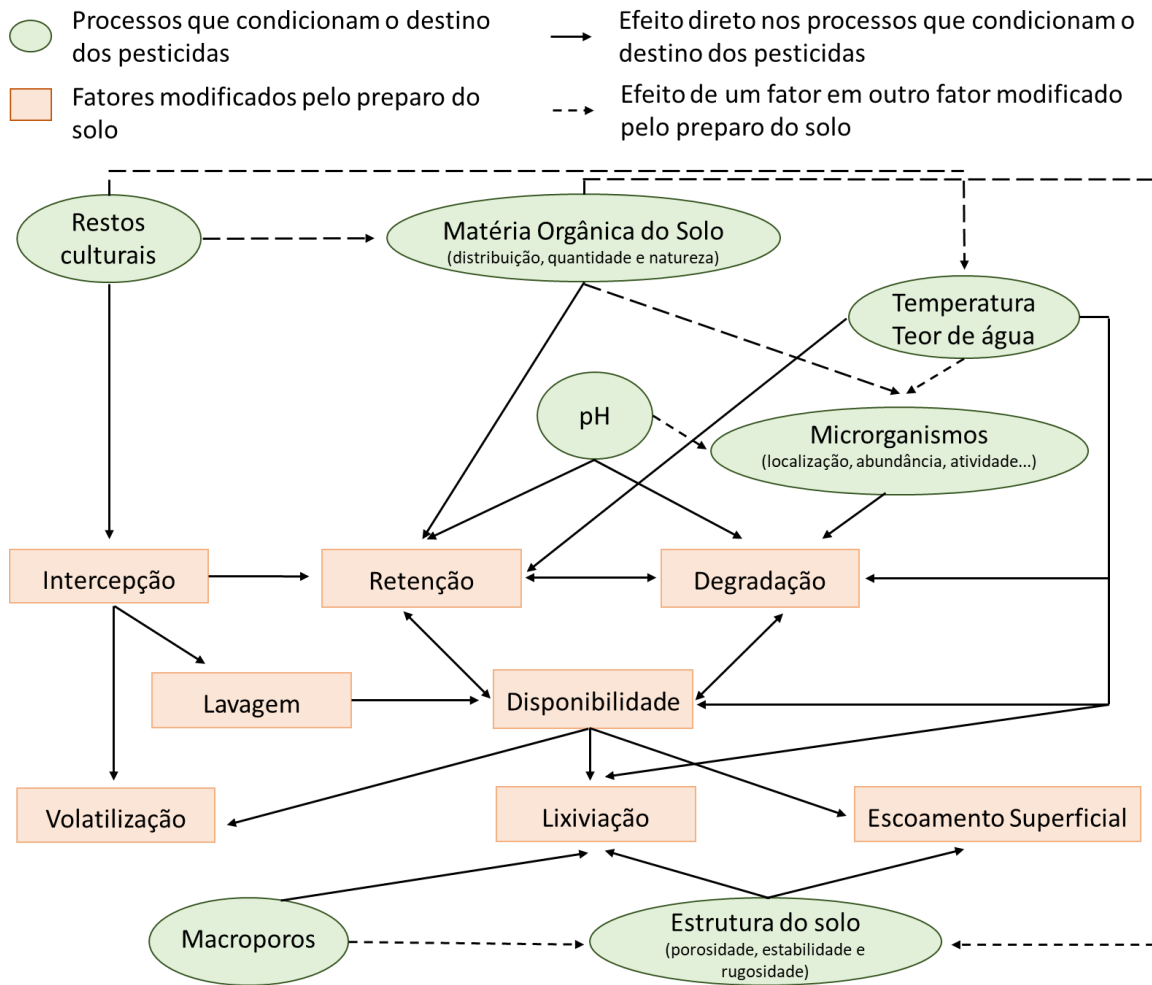 Processos que condicionam o destino
dos pesticidas
Efeito direto nos processos que condicionam o
destino dos pesticidas
Fatores modificados pelo preparo do
solo
Efeito de um fator em outro fator modificado
pelo preparo do solo
Restos
culturais
Matéria Orgânica do Solo
(distribuição, quantidade e natureza)
Temperatura
Teor de água
pH
Microrganismos
(localização, abundância, atividade...)
Intercepção
Retenção
Degradação
Lavagem
Disponibilidade
Volatilização
Lixiviação
Escoamento Superficial
Macroporos
Estrutura do solo
(porosidade, estabilidade e
rugosidade)